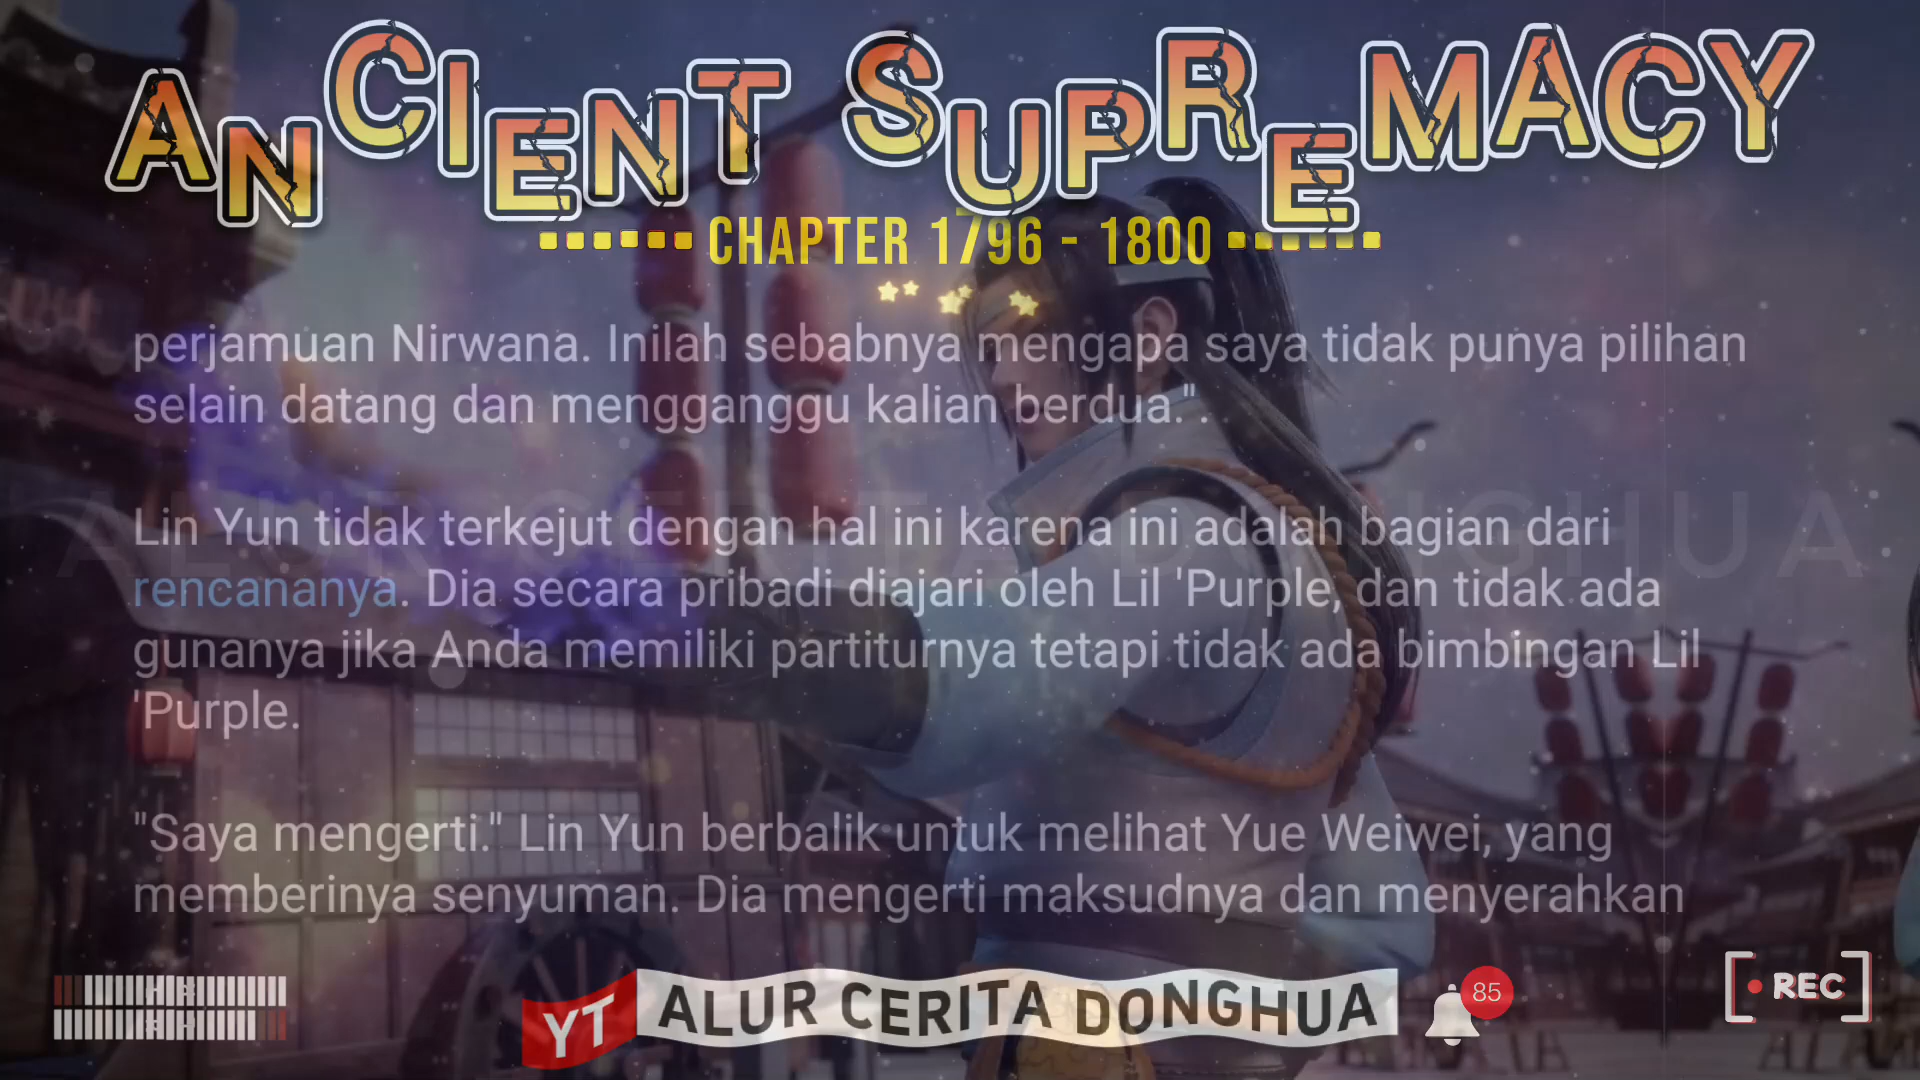 ANCIENT SUPREMACY
CHAPTER 1796 - 1800
perjamuan Nirwana. Inilah sebabnya mengapa saya tidak punya pilihan
selain datang dan mengganggu kalian berdua.".
ALUR CERITA DONGHUA
Lin Yun tidak terkejut dengan hal ini karena ini adalah bagian dari
rencananya. Dia secara pribadi diajari oleh Lil 'Purple, dan tidak ada
gunanya jika Anda memiliki partiturnya tetapi tidak ada bimbingan Lil
'Purple.
"Saya mengerti." Lin Yun berbalik untuk melihat Yue Weiwei, yang
memberinya senyuman. Dia mengerti maksudnya dan menyerahkan
YT ALUR CERITA DONGHUA
85
REC